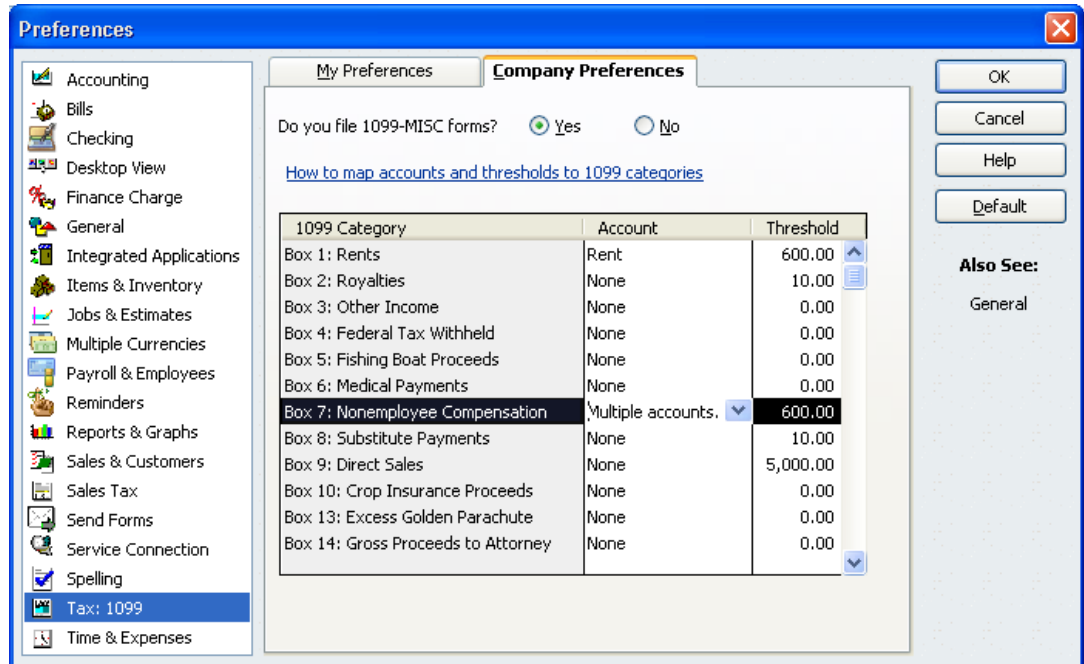 Preferences
Accounting
Bills
Checking
Desktop View
Finance Charge
General
Integrated Applications
Items & Inventory
Jobs & Estimates
Multiple Currencies
Payroll & Employees
Reminders
Reports & Graphs
Sales & Customers
Sales Tax
Send Forms
Service Connection
Spelling
Tax: 1099
Time & Expenses
My Preferences Company Preferences
Do you file 1099-MISC forms? Yes No
How to map accounts and thresholds to 1099 categories
1099 Category Account Threshold
Box 1: Rents Rent 600.00
Box 2: Royalties None 10.00
Box 3: Other Income None 0.00
Box 4: Federal Tax Withheld None 0.00
Box 5: Fishing Boat Proceeds None 0.00
Box 6: Medical Payments None 0.00
Box 7: Nonemployee Compensation Multiple accounts. 600.00
Box 8: Substitute Payments None 10.00
Box 9: Direct Sales None 5,000.00
Box 10: Crop Insurance Proceeds None 0.00
Box 13: Excess Golden Parachute None 0.00
Box 14: Gross Proceeds to Attorney None 0.00
OK
Cancel
Help
Default
Also See:
General